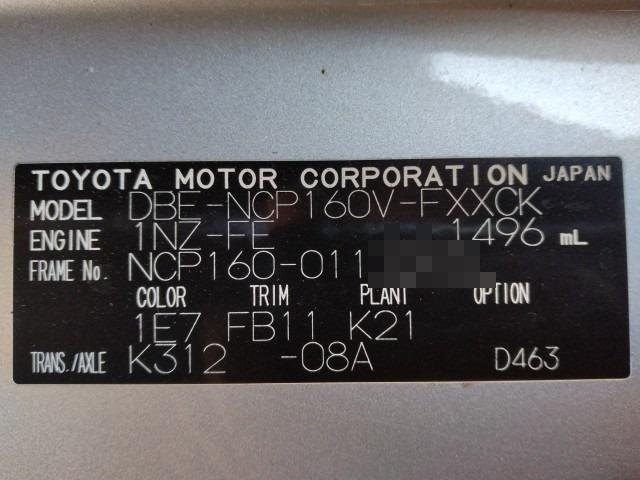 TOYOTA MOTOR CORPORATION JAPAN
MODEL DBE-NCP160V-FXXCK
ENGINE 1NZ-FE 1496 mL
FRAME No. NCP160-011
COLOR TRIM PLANT OPTION
1E7 FB11 K21
TRANS./AXLE K312 -08A D463